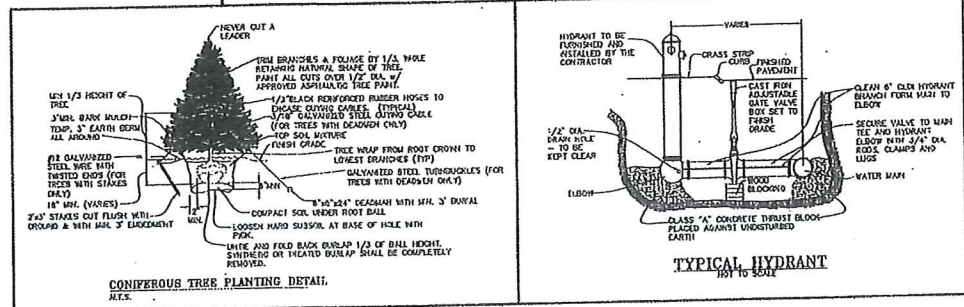 NEVER CUT A
LEADER
TRIM BRANCHES & FOLIAGE BY 1/3, WHILE
RETAINING NATURAL SHAPE OF TREE.
PAINT ALL CUTS OVER 1/2" DIA. W/
APPROVED ASPHALTIC TREE PAINT.
1/2" BLACK REINFORCED RUBBER HOSES TO
ENCASE GUYING CABLES. (TYPICAL)
3/16" GALVANIZED STEEL GUYING CABLE
(FOR TREES WITH DEADMEN ONLY)
TOP SOIL MIXTURE
FINISH GRADE
TREE WRAP FROM ROOT CROWN TO
LOWEST BRANCHES (TYP)
GALVANIZED STEEL TURNBUCKLES (FOR
TREES WITH DEADMEN ONLY)
1/3 HEIGHT OF
TREE
3" MIN. BARK MULCH
TEMP. 3" EARTH BERM
ALL AROUND
GALVANIZED
STEEL WIRE WITH
TWISTED ENDS (FOR
TREES WITH STAKES
ONLY)
18" MIN. (VARIES)
2"x3" STAKES CUT FLUSH WITH
GROUND & WITH MIN. 3' EMBEDMENT
12"
MIN.
6" MIN
8"x8"x24" DEADMAN WITH MIN. 3' BURIAL
COMPACT SOIL UNDER ROOT BALL
LOOSEN HARD SUBSOIL AT BASE OF HOLE WITH
PICK.
UNTIE AND FOLD BACK BURLAP 1/3 OF BALL HEIGHT.
SYNTHETIC OR TREATED BURLAP SHALL BE COMPLETELY
REMOVED.
CONIFEROUS TREE PLANTING DETAIL
N.T.S.
VARIES
HYDRANT TO BE
FURNISHED AND
INSTALLED BY THE
CONTRACTOR
GRASS STRIP
CURB
FINISHED
PAVEMENT
CAST IRON
ADJUSTABLE
GATE VALVE
BOX SET TO
FINISH
GRADE
CLEAN 6" CLDI HYDRANT
BRANCH FORM MAIN TO
ELBOW
SECURE VALVE TO MAIN
TEE AND HYDRANT
ELBOW WITH 3/4" DIA.
RODS, CLAMPS AND
LUGS
1/2" DIA.
DRAIN HOLE -
TO BE
KEPT CLEAR
ELBOW
WOOD
BLOCKING
WATER MAIN
CLASS "A" CONCRETE THRUST BLOCK
PLACED AGAINST UNDISTURBED
EARTH
TYPICAL HYDRANT
NOT TO SCALE